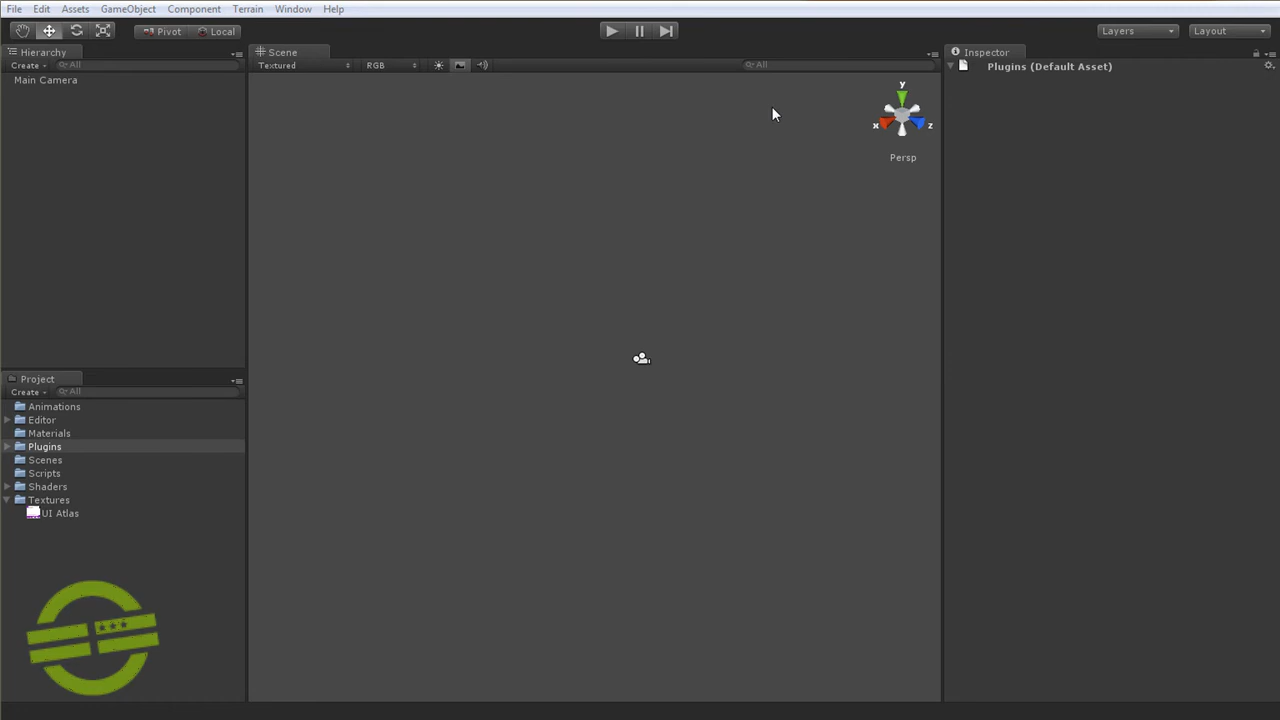 File Edit Assets GameObject Component Terrain Window Help
Pivot Local Layers Layout
Hierarchy Scene Inspector
Create All Textured RGB All Plugins (Default Asset)
Main Camera
y
x z
Persp
Project
Create All
Animations
Editor
Materials
Plugins
Scenes
Scripts
Shaders
Textures
UI Atlas